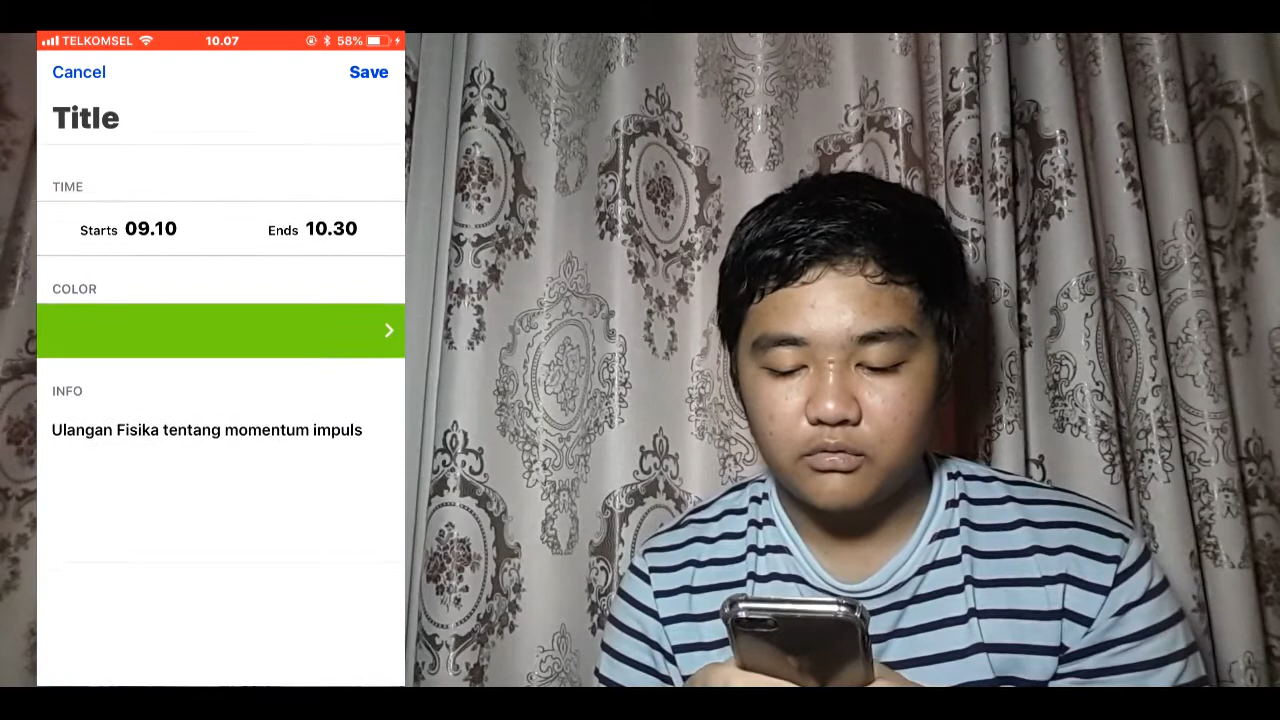 TELKOMSEL 10.07 58%
Cancel Save
Title
TIME
Starts 09.10 Ends 10.30
COLOR
INFO
Ulangan Fisika tentang momentum impuls